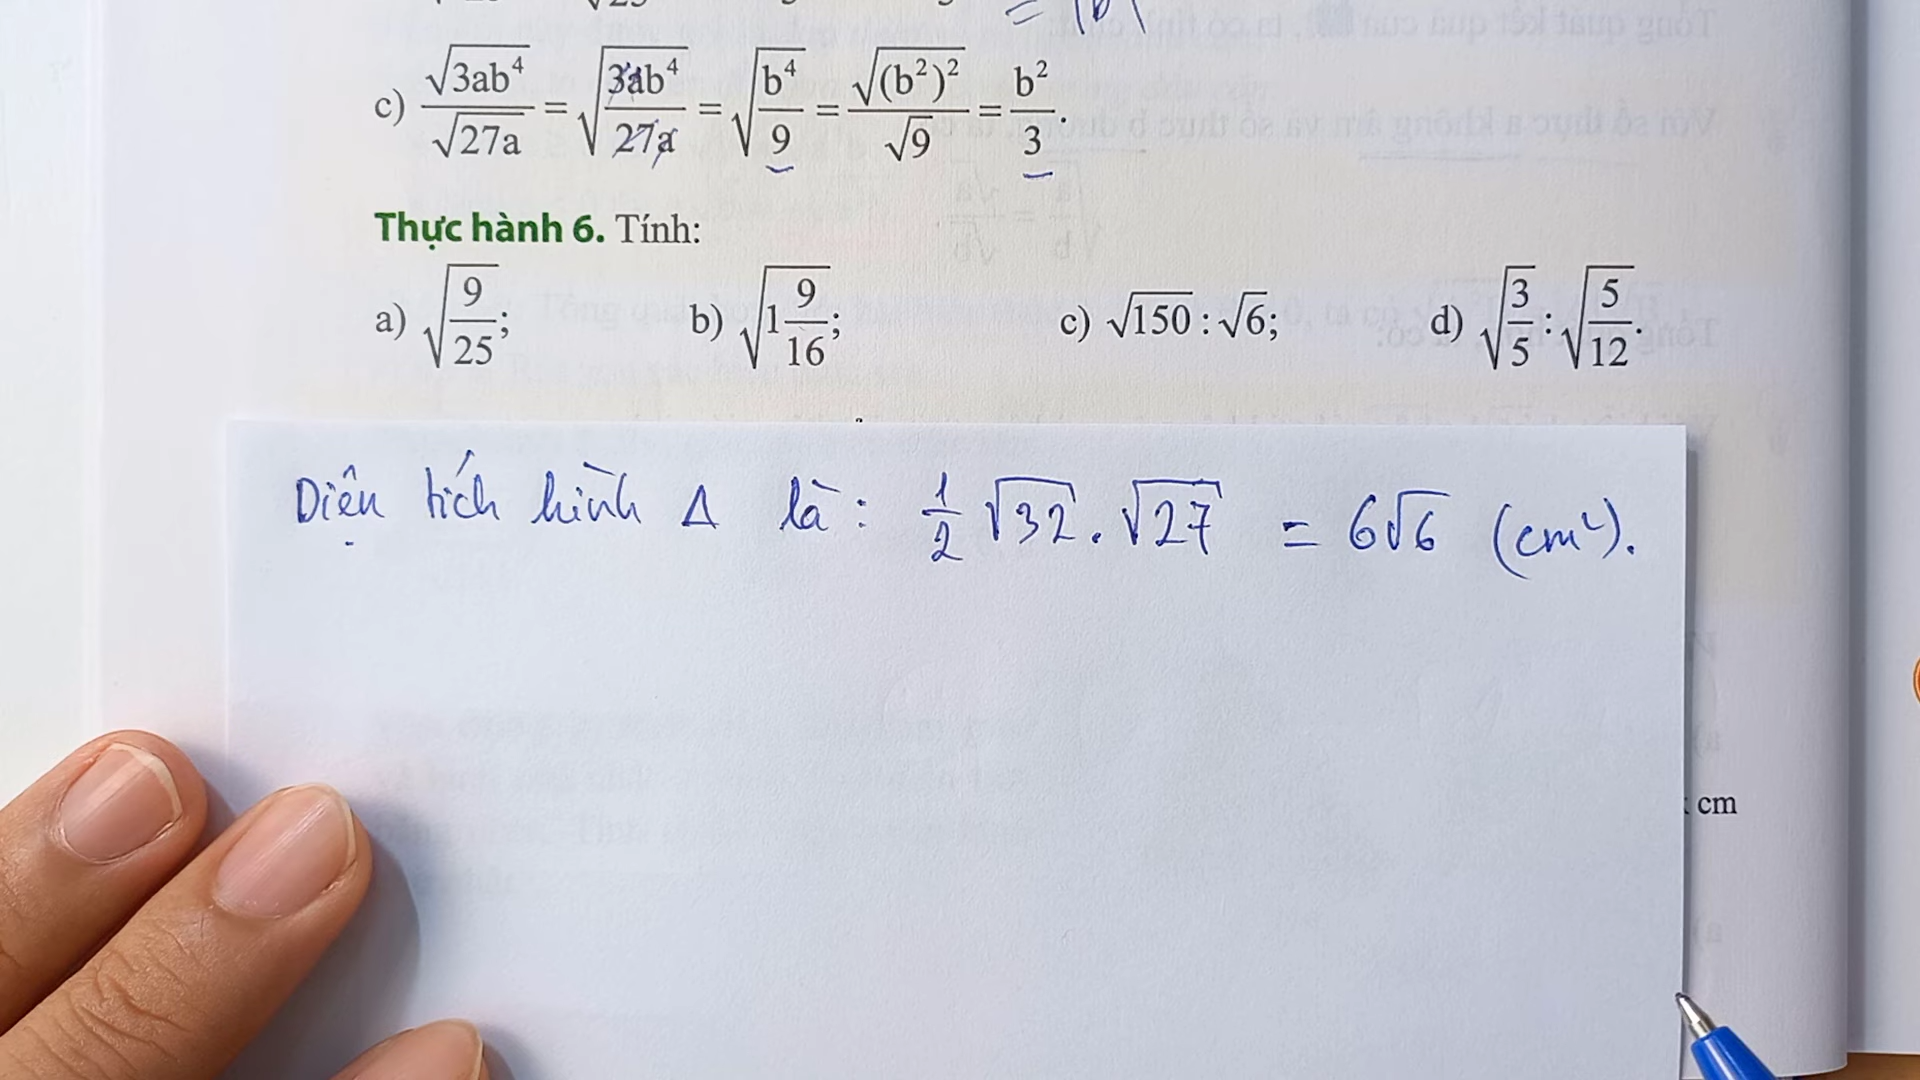 = |b|
c) √3ab⁴/√27a = √(3ab⁴/27a) = √(b⁴/9) = √(b²)²/√9 = b²/3.
Thực hành 6. Tính:
a) √(9/25); b) √(1 9/16); c) √150 : √6; d) √(3/5) : √(5/12).
Diện tích hình Δ là: 1/2 √32 . √27 = 6√6 (cm²).
cm